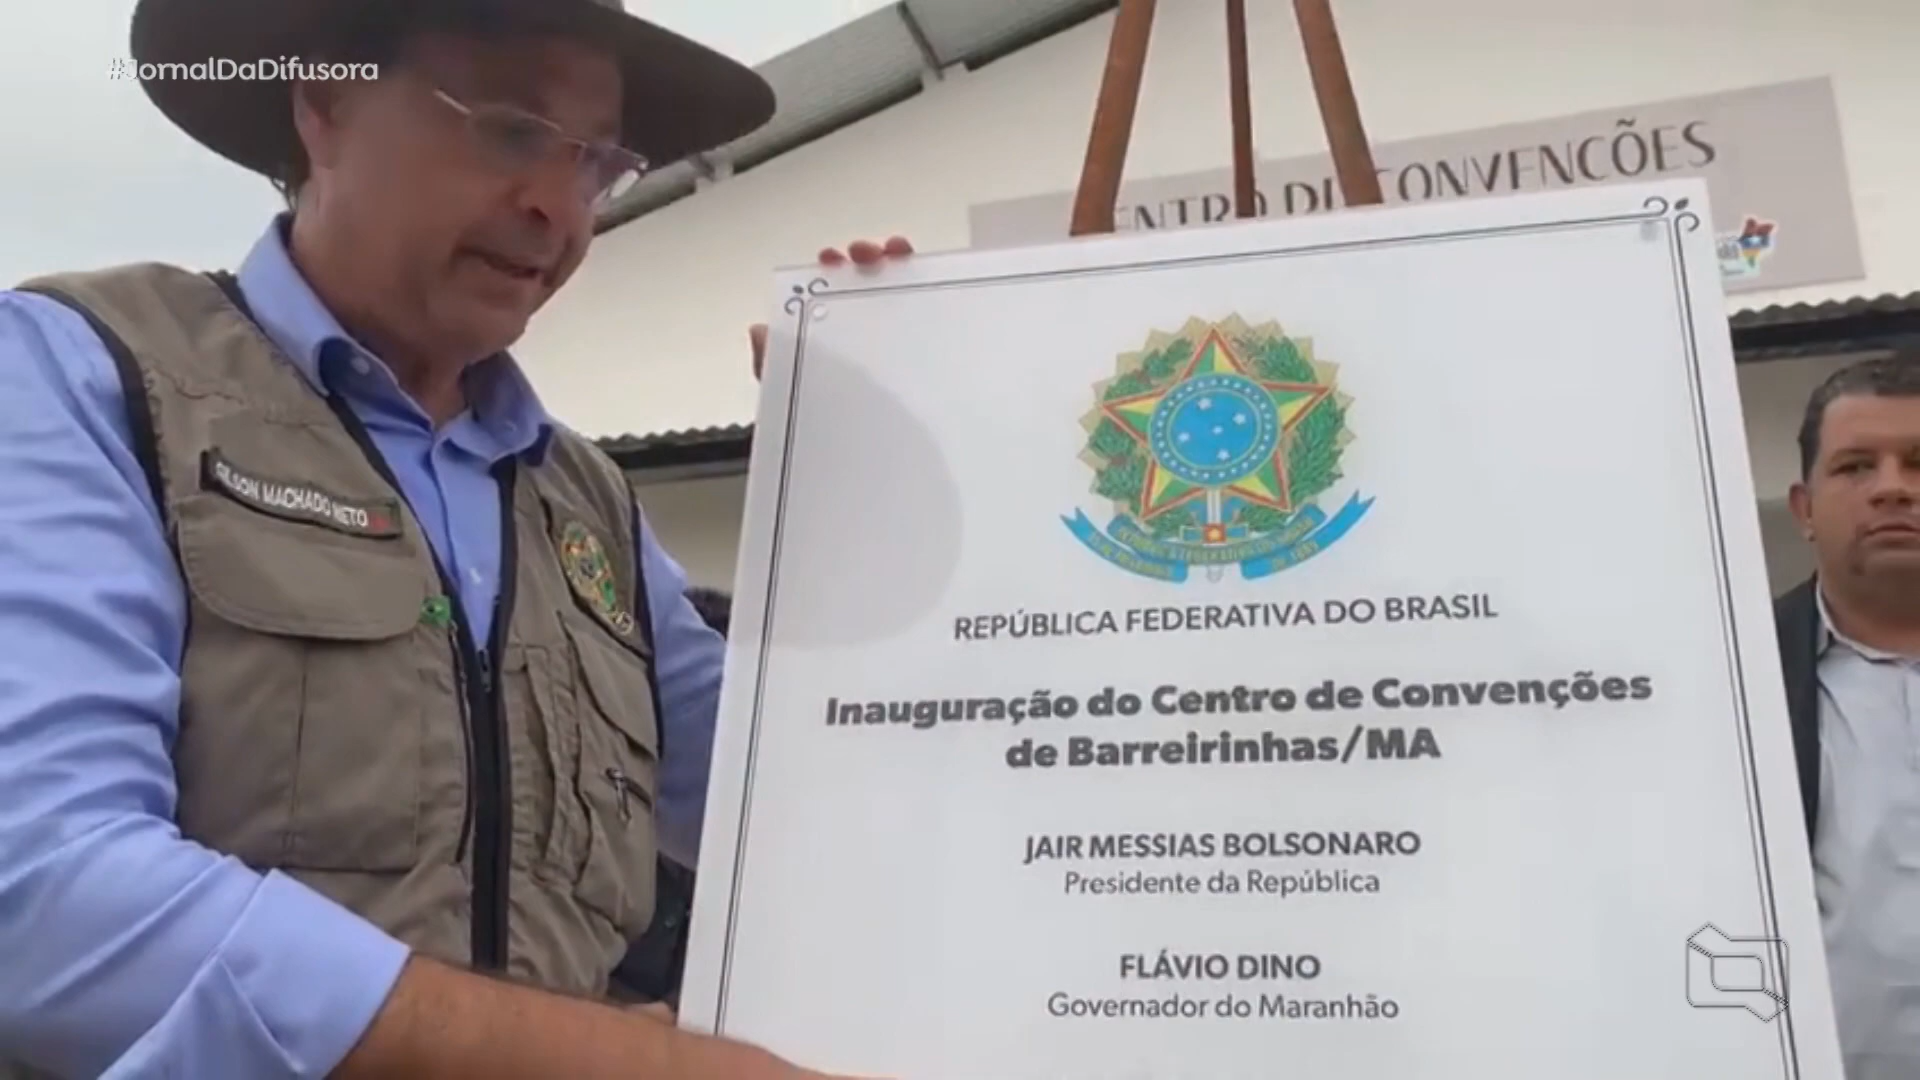 #JornalDaDifusora
CENTRO DE CONVENÇÕES
GILSON MACHADO NETO
REPÚBLICA FEDERATIVA DO BRASIL
Inauguração do Centro de Convenções
de Barreirinhas/MA
JAIR MESSIAS BOLSONARO
Presidente da República
FLÁVIO DINO
Governador do Maranhão